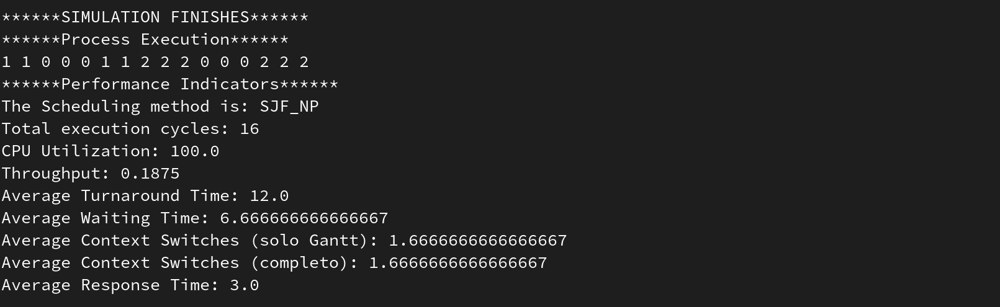 ******SIMULATION FINISHES******
******Process Execution******
1 1 0 0 0 1 1 2 2 2 0 0 0 2 2 2
******Performance Indicators******
The Scheduling method is: SJF_NP
Total execution cycles: 16
CPU Utilization: 100.0
Throughput: 0.1875
Average Turnaround Time: 12.0
Average Waiting Time: 6.666666666666667
Average Context Switches (solo Gantt): 1.6666666666666667
Average Context Switches (completo): 1.6666666666666667
Average Response Time: 3.0